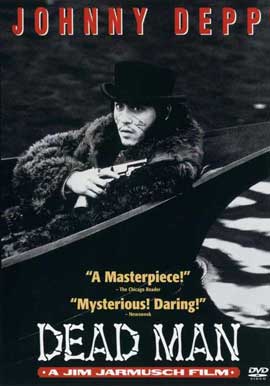 JOHNNY DEPP
"A Masterpiece!"
– The Chicago Reader
"Mysterious! Daring!"
– Newsweek
DEAD MAN
• A JIM JARMUSCH FILM •
DVD